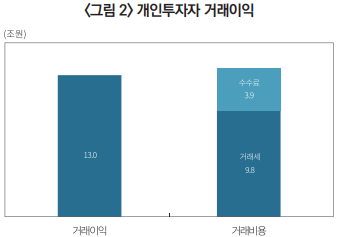 〈그림 2〉 개인투자자 거래이익
(조원)
수수료
3.9
13.0
거래세
9.8
거래이익
거래비용